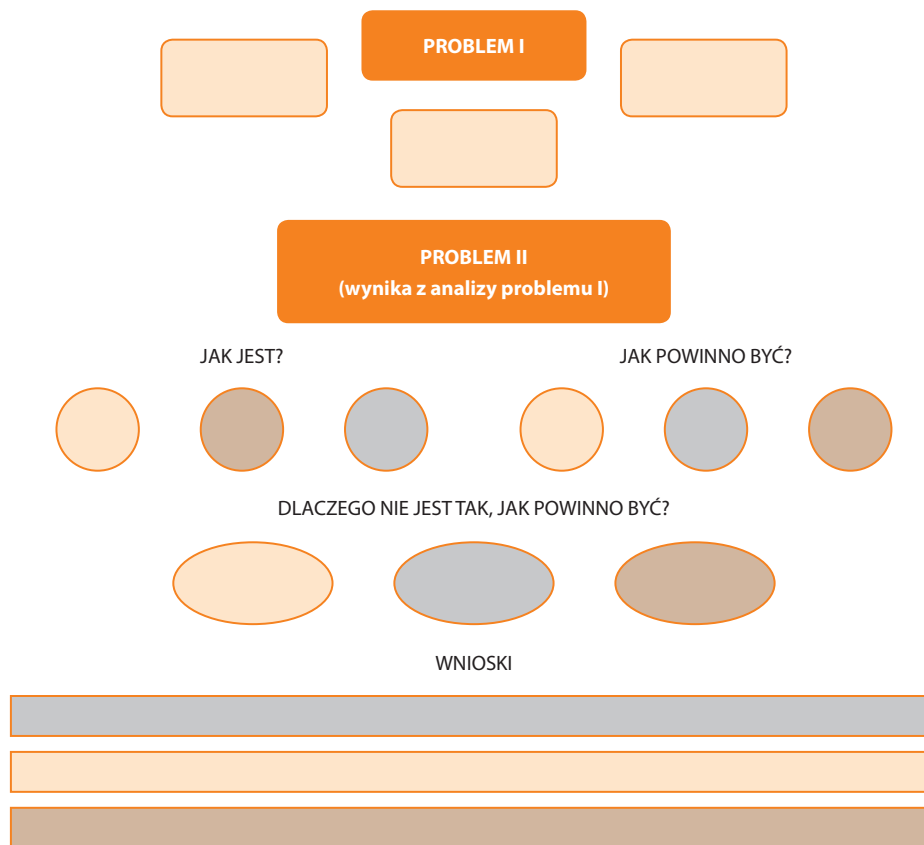 PROBLEM I
PROBLEM II
(wynika z analizy problemu I)
JAK JEST?
JAK POWINNO BYĆ?
DLACZEGO NIE JEST TAK, JAK POWINNO BYĆ?
WNIOSKI